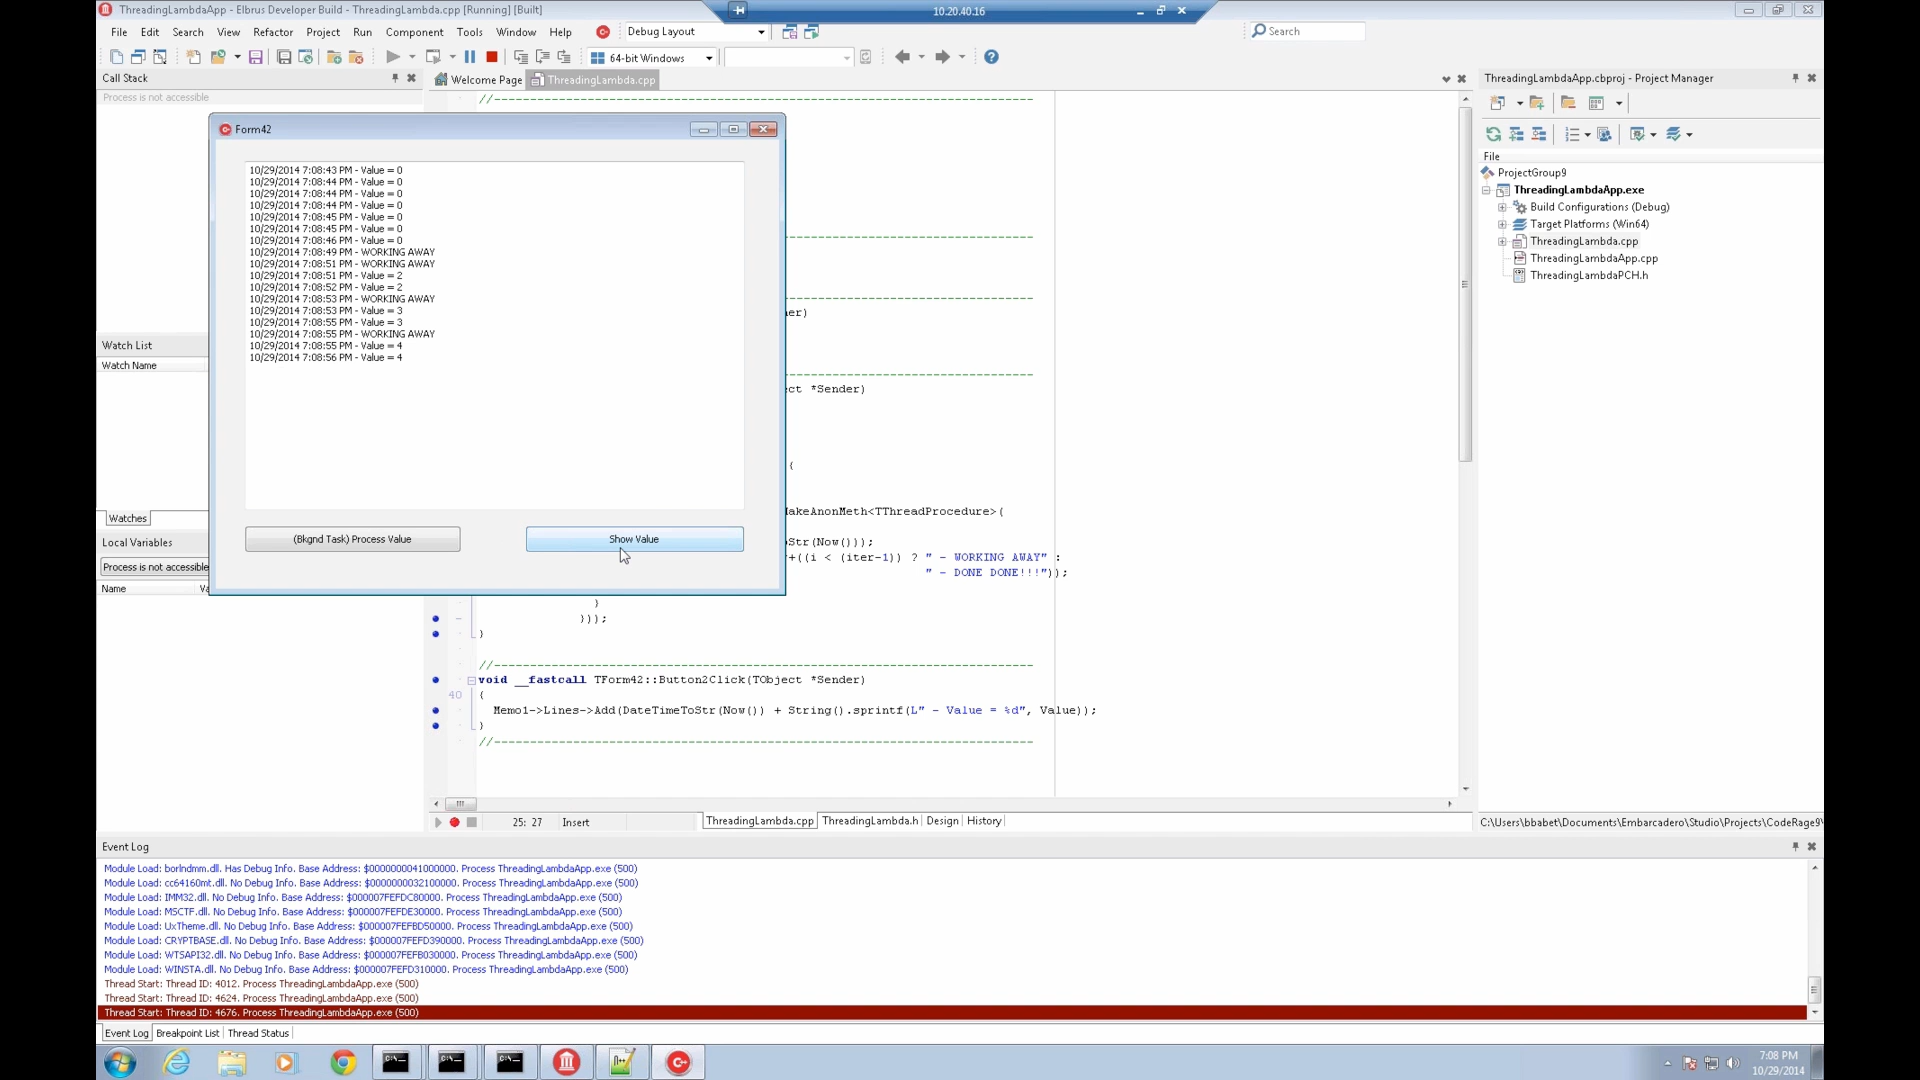 ThreadingLambdaApp - Elbrus Developer Build - ThreadingLambda.cpp [Running] [Built]
10.20.40.16
File Edit Search View Refactor Project Run Component Tools Window Help
Debug Layout
Search
64-bit Windows
Call Stack
Process is not accessible
Welcome Page
ThreadingLambda.cpp
ThreadingLambdaApp.cbproj - Project Manager
File
ProjectGroup9
ThreadingLambdaApp.exe
Build Configurations (Debug)
Target Platforms (Win64)
ThreadingLambda.cpp
ThreadingLambdaApp.cpp
ThreadingLambdaPCH.h
Form42
10/29/2014 7:08:43 PM - Value = 0
10/29/2014 7:08:44 PM - Value = 0
10/29/2014 7:08:44 PM - Value = 0
10/29/2014 7:08:44 PM - Value = 0
10/29/2014 7:08:45 PM - Value = 0
10/29/2014 7:08:45 PM - Value = 0
10/29/2014 7:08:46 PM - Value = 0
10/29/2014 7:08:49 PM - WORKING AWAY
10/29/2014 7:08:51 PM - WORKING AWAY
10/29/2014 7:08:51 PM - Value = 2
10/29/2014 7:08:52 PM - Value = 2
10/29/2014 7:08:53 PM - WORKING AWAY
10/29/2014 7:08:53 PM - Value = 3
10/29/2014 7:08:55 PM - Value = 3
10/29/2014 7:08:55 PM - WORKING AWAY
10/29/2014 7:08:55 PM - Value = 4
10/29/2014 7:08:56 PM - Value = 4
(Bkgnd Task) Process Value
Show Value
Watch List
Watch Name
Watches
Local Variables
Process is not accessible
Name
Va
//--------------------------------------------------------------------------
er)
ct *Sender)
{
MakeAnonMeth<TThreadProcedure>(
oStr(Now()));
+((i < (iter-1)) ? " - WORKING AWAY" :
" - DONE DONE!!!"));
}
}));
}
//--------------------------------------------------------------------------
void __fastcall TForm42::Button2Click(TObject *Sender)
40 {
Memo1->Lines->Add(DateTimeToStr(Now()) + String().sprintf(L" - Value = %d", Value));
}
//--------------------------------------------------------------------------
25: 27
Insert
ThreadingLambda.cpp ThreadingLambda.h Design History
C:\Users\bbabet\Documents\Embarcadero\Studio\Projects\CodeRage9\
Event Log
Module Load: borlndmm.dll. Has Debug Info. Base Address: $0000000041000000. Process ThreadingLambdaApp.exe (500)
Module Load: cc64160mt.dll. No Debug Info. Base Address: $0000000032100000. Process ThreadingLambdaApp.exe (500)
Module Load: IMM32.dll. No Debug Info. Base Address: $000007FEFDC80000. Process ThreadingLambdaApp.exe (500)
Module Load: MSCTF.dll. No Debug Info. Base Address: $000007FEFDE30000. Process ThreadingLambdaApp.exe (500)
Module Load: UxTheme.dll. No Debug Info. Base Address: $000007FEFBD50000. Process ThreadingLambdaApp.exe (500)
Module Load: CRYPTBASE.dll. No Debug Info. Base Address: $000007FEFD390000. Process ThreadingLambdaApp.exe (500)
Module Load: WTSAPI32.dll. No Debug Info. Base Address: $000007FEFB030000. Process ThreadingLambdaApp.exe (500)
Module Load: WINSTA.dll. No Debug Info. Base Address: $000007FEFD310000. Process ThreadingLambdaApp.exe (500)
Thread Start: Thread ID: 4012. Process ThreadingLambdaApp.exe (500)
Thread Start: Thread ID: 4624. Process ThreadingLambdaApp.exe (500)
Thread Start: Thread ID: 4676. Process ThreadingLambdaApp.exe (500)
Event Log Breakpoint List Thread Status
7:08 PM
10/29/2014